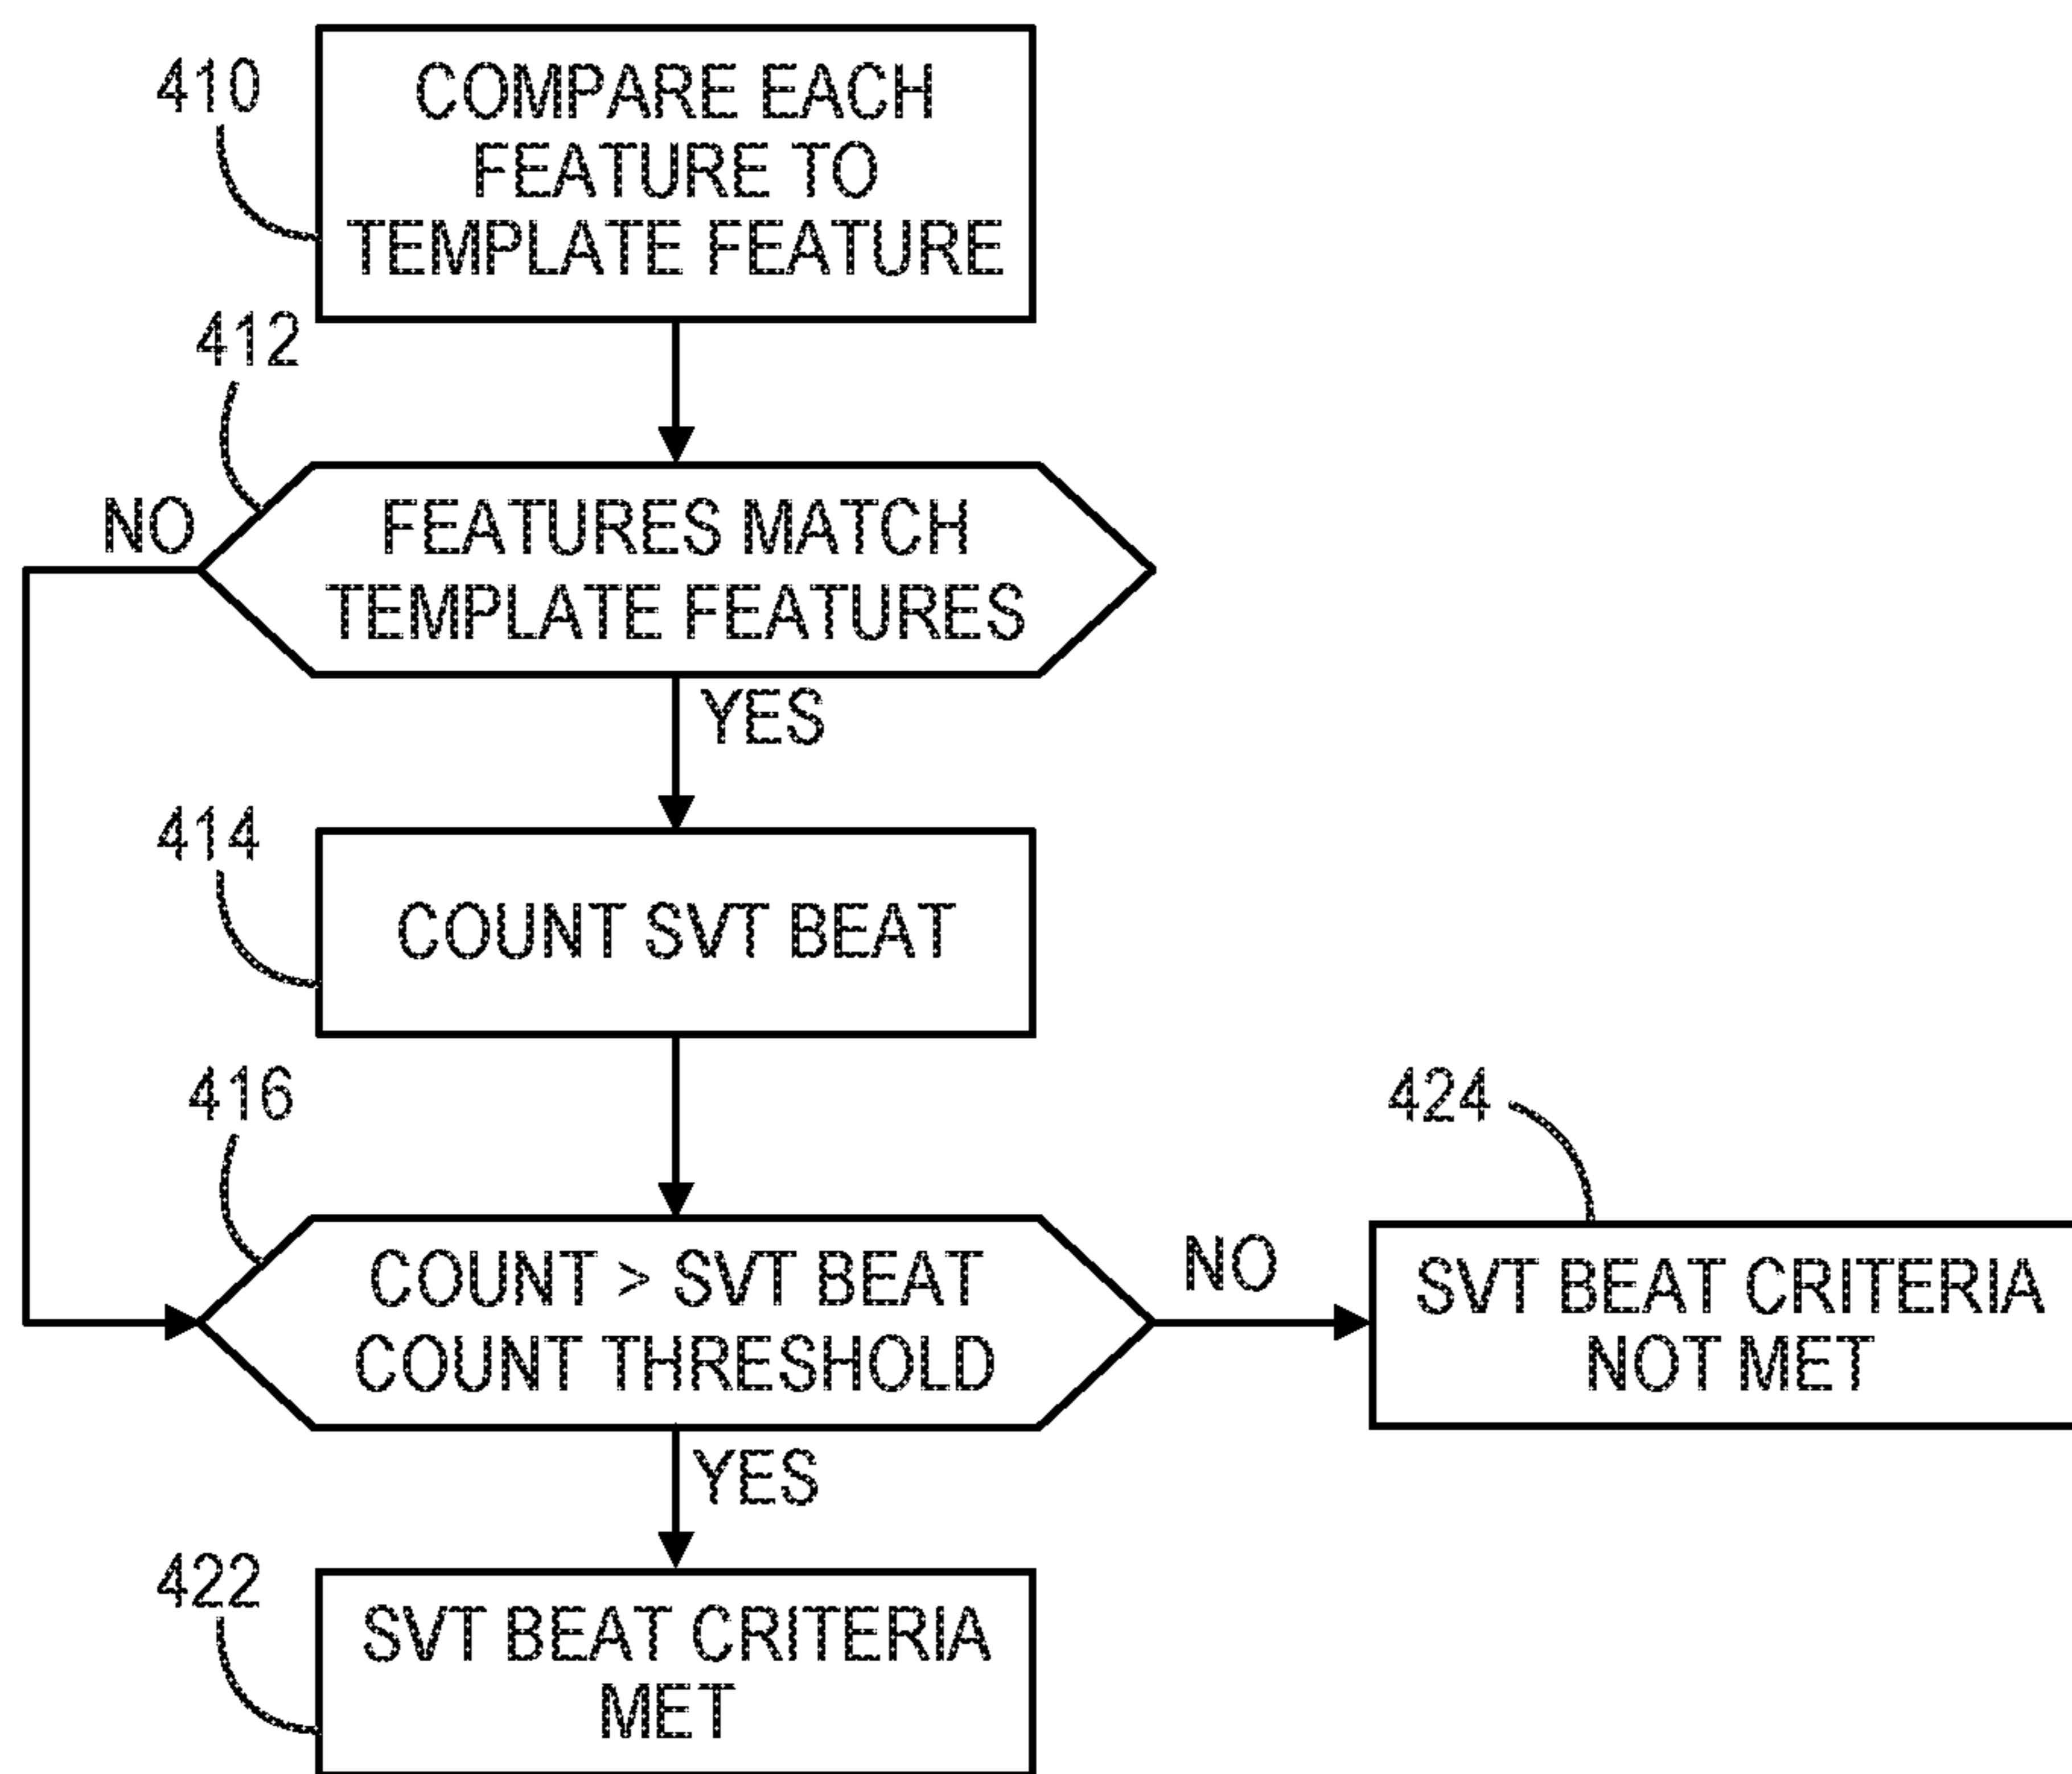 410
COMPARE EACH
FEATURE TO
TEMPLATE FEATURE
412
NO
FEATURES MATCH
TEMPLATE FEATURES
YES
414
COUNT SVT BEAT
416
COUNT > SVT BEAT
COUNT THRESHOLD
NO
424
SVT BEAT CRITERIA
NOT MET
YES
422
SVT BEAT CRITERIA
MET